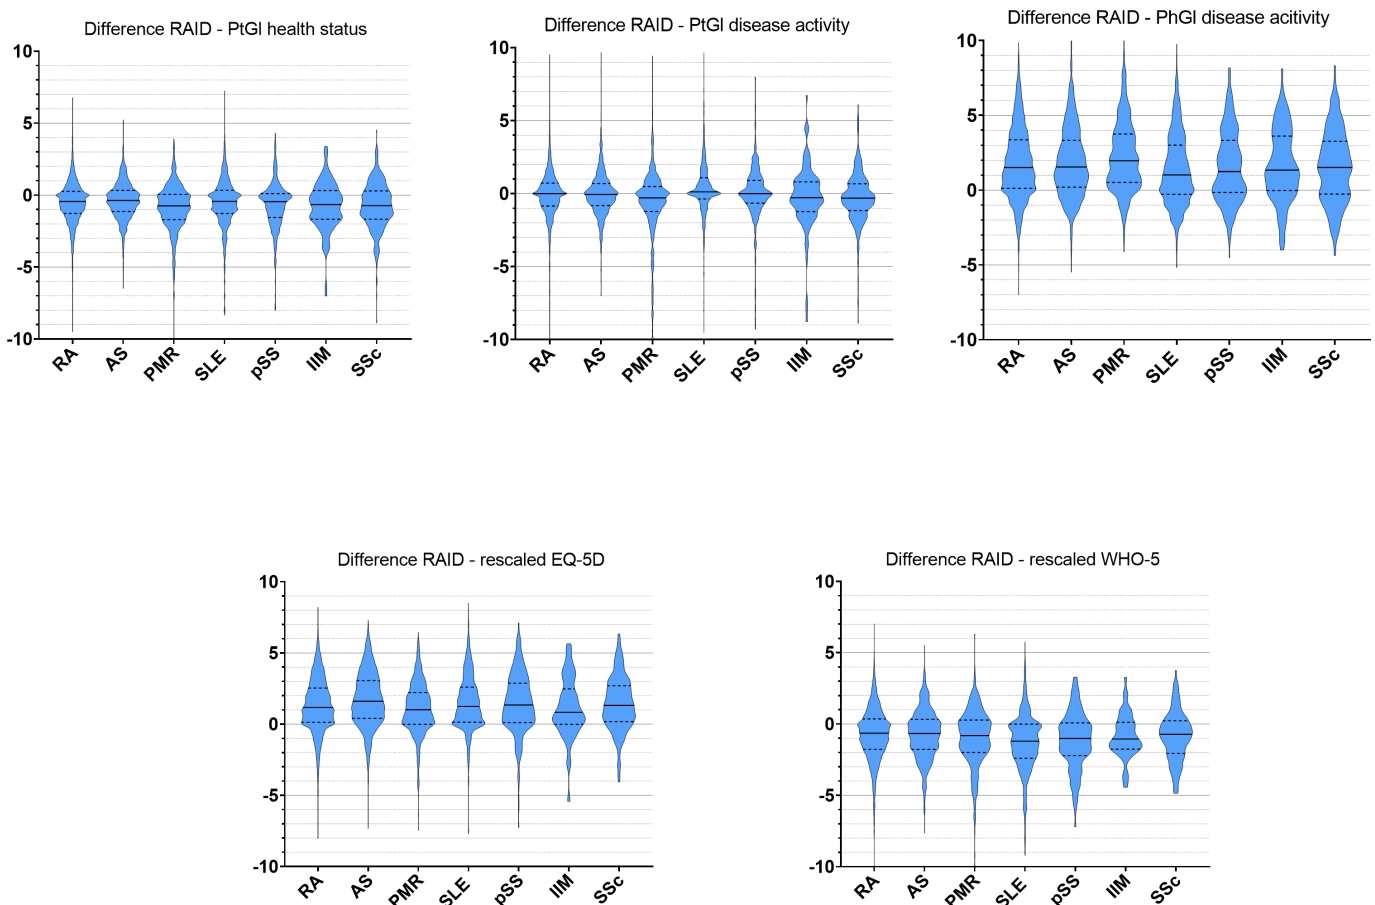 Difference RAID - PtGl health status
10
5
0
-5
-10
RA AS PMR SLE pSS IIM SSc
Difference RAID - PtGl disease activity
10
5
0
-5
-10
RA AS PMR SLE pSS IIM SSc
Difference RAID - PhGl disease acitivity
10
5
0
-5
-10
RA AS PMR SLE pSS IIM SSc
Difference RAID - rescaled EQ-5D
10
5
0
-5
-10
RA AS PMR SLE pSS IIM SSc
Difference RAID - rescaled WHO-5
10
5
0
-5
-10
RA AS PMR SLE pSS IIM SSc